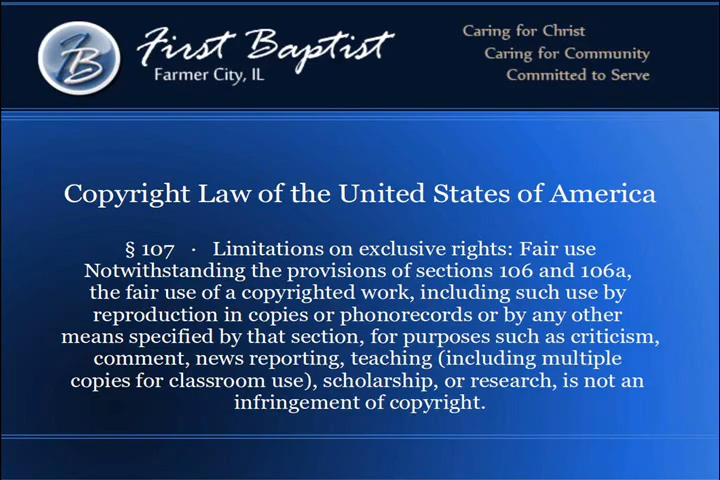 FB
First Baptist
Farmer City, IL
Caring for Christ
Caring for Community
Committed to Serve
Copyright Law of the United States of America
§ 107 · Limitations on exclusive rights: Fair use
Notwithstanding the provisions of sections 106 and 106a,
the fair use of a copyrighted work, including such use by
reproduction in copies or phonorecords or by any other
means specified by that section, for purposes such as criticism,
comment, news reporting, teaching (including multiple
copies for classroom use), scholarship, or research, is not an
infringement of copyright.